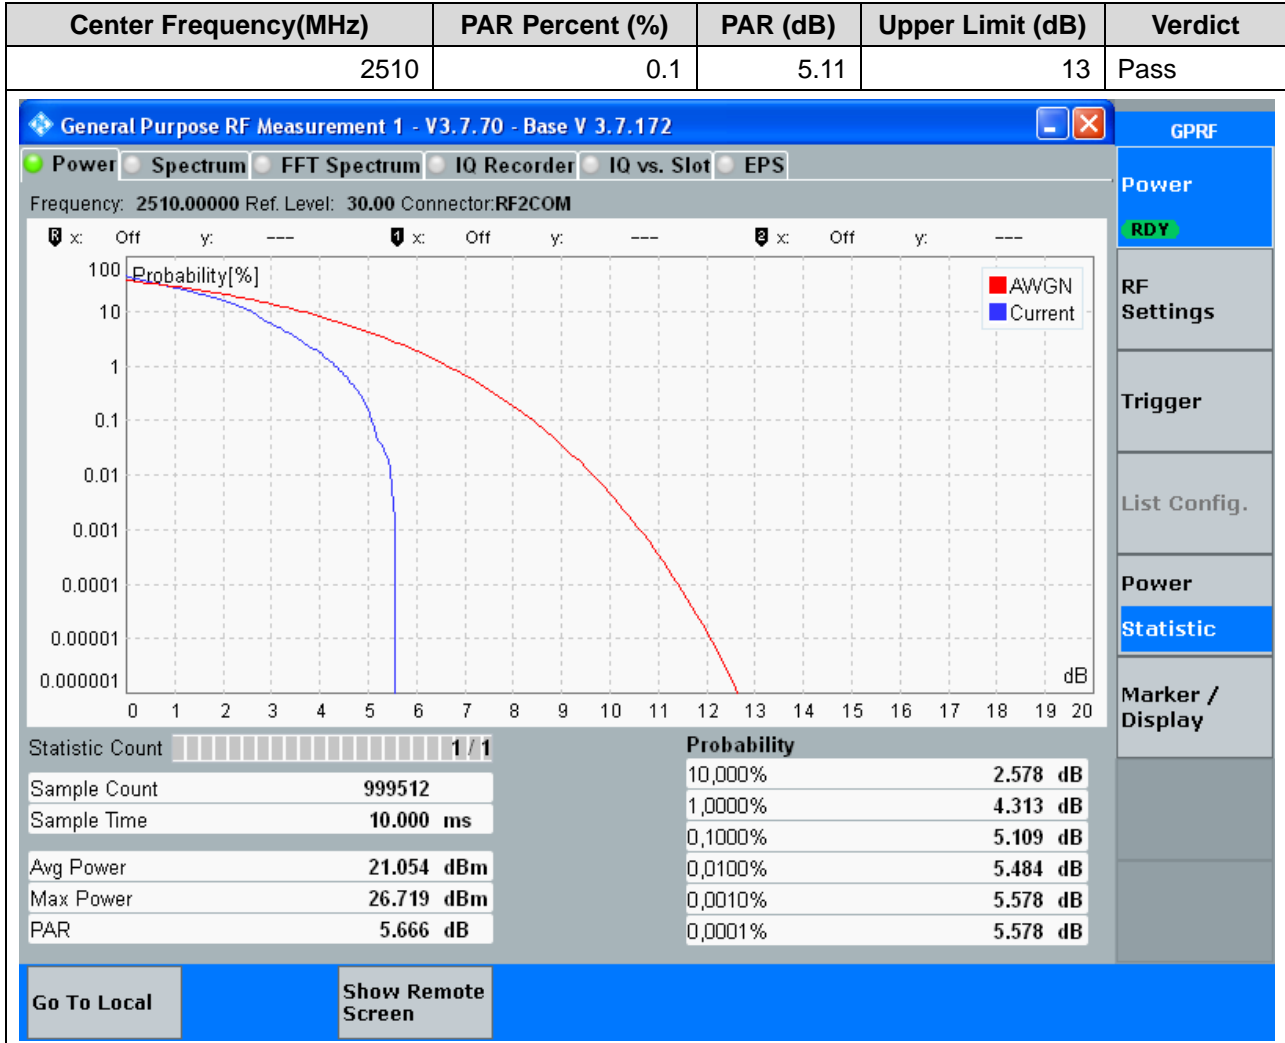 Center Frequency(MHz) PAR Percent (%) PAR (dB) Upper Limit (dB) Verdict
2510 0.1 5.11 13 Pass
General Purpose RF Measurement 1 - V3.7.70 - Base V 3.7.172
GPRF
Power Spectrum FFT Spectrum IQ Recorder IQ vs. Slot EPS
Power
RDY
Frequency: 2510.00000 Ref. Level: 30.00 Connector:RF2COM
R x: Off y: --- 1 x: Off y: --- 2 x: Off y: ---
100 Probability[%]
AWGN
Current
10
1
0.1
0.01
0.001
0.0001
0.00001
0.000001
dB
0 1 2 3 4 5 6 7 8 9 10 11 12 13 14 15 16 17 18 19 20
RF
Settings
Trigger
List Config.
Power
Statistic
Marker /
Display
Statistic Count 1 / 1
Sample Count 999512
Sample Time 10.000 ms
Avg Power 21.054 dBm
Max Power 26.719 dBm
PAR 5.666 dB
Probability
10,000% 2.578 dB
1,0000% 4.313 dB
0,1000% 5.109 dB
0,0100% 5.484 dB
0,0010% 5.578 dB
0,0001% 5.578 dB
Go To Local
Show Remote
Screen